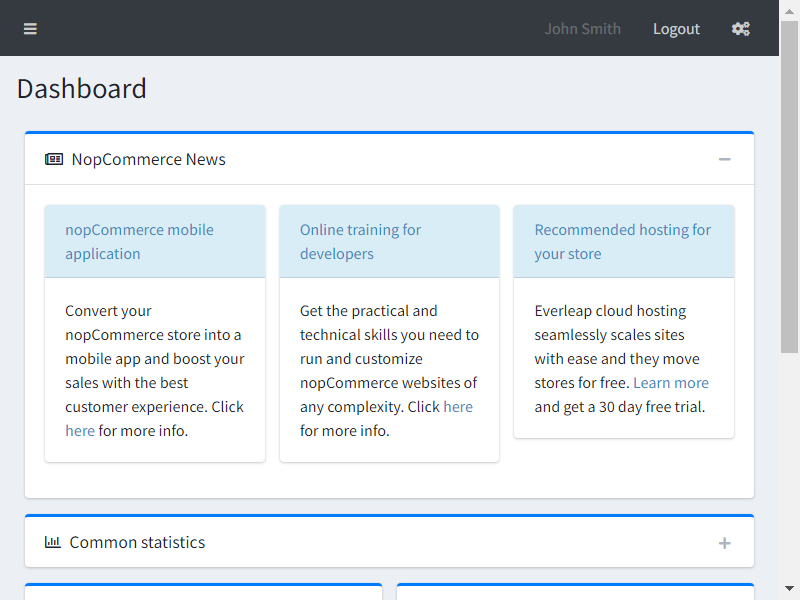 John Smith
Logout
Dashboard
NopCommerce News
nopCommerce mobile
application
Convert your
nopCommerce store into a
mobile app and boost your
sales with the best
customer experience. Click
here for more info.
Online training for
developers
Get the practical and
technical skills you need to
run and customize
nopCommerce websites of
any complexity. Click here
for more info.
Recommended hosting for
your store
Everleap cloud hosting
seamlessly scales sites
with ease and they move
stores for free. Learn more
and get a 30 day free trial.
Common statistics